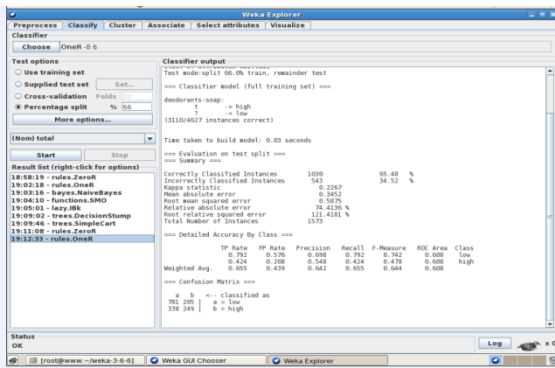 Weka Explorer
Preprocess Classify Cluster Associate Select attributes Visualize
Classifier
Choose OneR -B 6
Test options
Use training set
Supplied test set Set...
Cross-validation Folds
Percentage split % 66
More options...
(Nom) total
Start Stop
Result list (right-click for options)
18:58:19 - rules.ZeroR
19:02:18 - rules.OneR
19:03:16 - bayes.NaiveBayes
19:04:10 - functions.SMO
19:05:01 - lazy.IBk
19:09:02 - trees.DecisionStump
19:09:46 - trees.SimpleCart
19:11:08 - rules.ZeroR
19:12:33 - rules.OneR
Classifier output
Test mode:split 66.0% train, remainder test
=== Classifier model (full training set) ===
deodorants-soap:
t -> high
? -> low
(3110/4627 instances correct)
Time taken to build model: 0.03 seconds
=== Evaluation on test split ===
=== Summary ===
Correctly Classified Instances 1030 65.48 %
Incorrectly Classified Instances 543 34.52 %
Kappa statistic 0.2267
Mean absolute error 0.3452
Root mean squared error 0.5875
Relative absolute error 74.4136 %
Root relative squared error 121.4181 %
Total Number of Instances 1573
=== Detailed Accuracy By Class ===
TP Rate FP Rate Precision Recall F-Measure ROC Area Class
0.792 0.576 0.698 0.792 0.742 0.608 low
0.424 0.208 0.548 0.424 0.478 0.608 high
Weighted Avg. 0.655 0.439 0.642 0.655 0.644 0.608
=== Confusion Matrix ===
a b <-- classified as
781 205 | a = low
338 249 | b = high
Status
OK
Log x 0
[root@www:~/weka-3-6-6] Weka GUI Chooser Weka Explorer